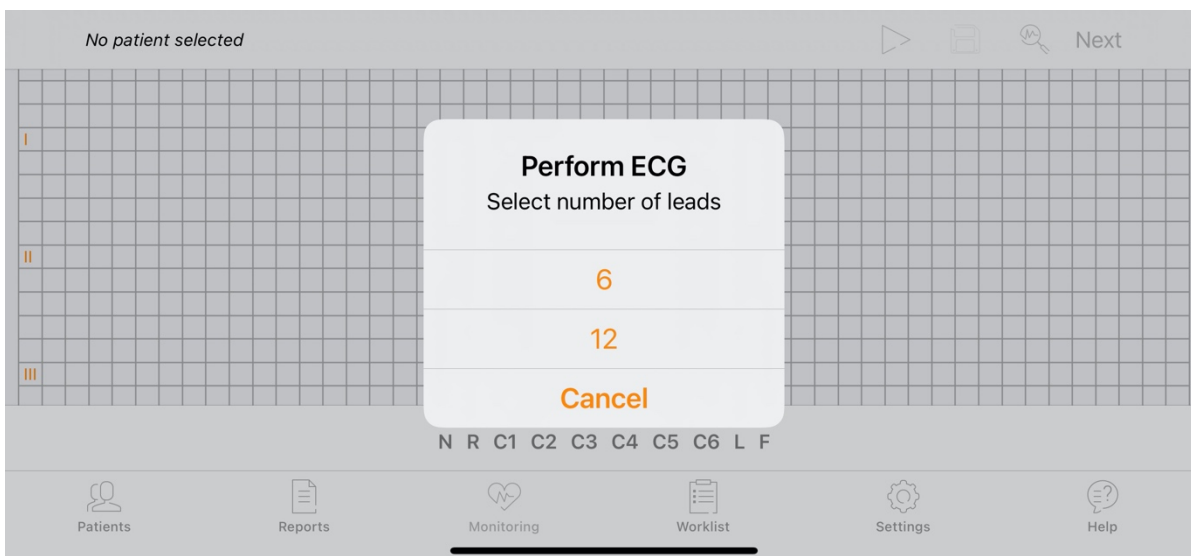 No patient selected
Next
I
Perform ECG
Select number of leads
II
6
12
III
Cancel
N R C1 C2 C3 C4 C5 C6 L F
Patients Reports Monitoring Worklist Settings Help